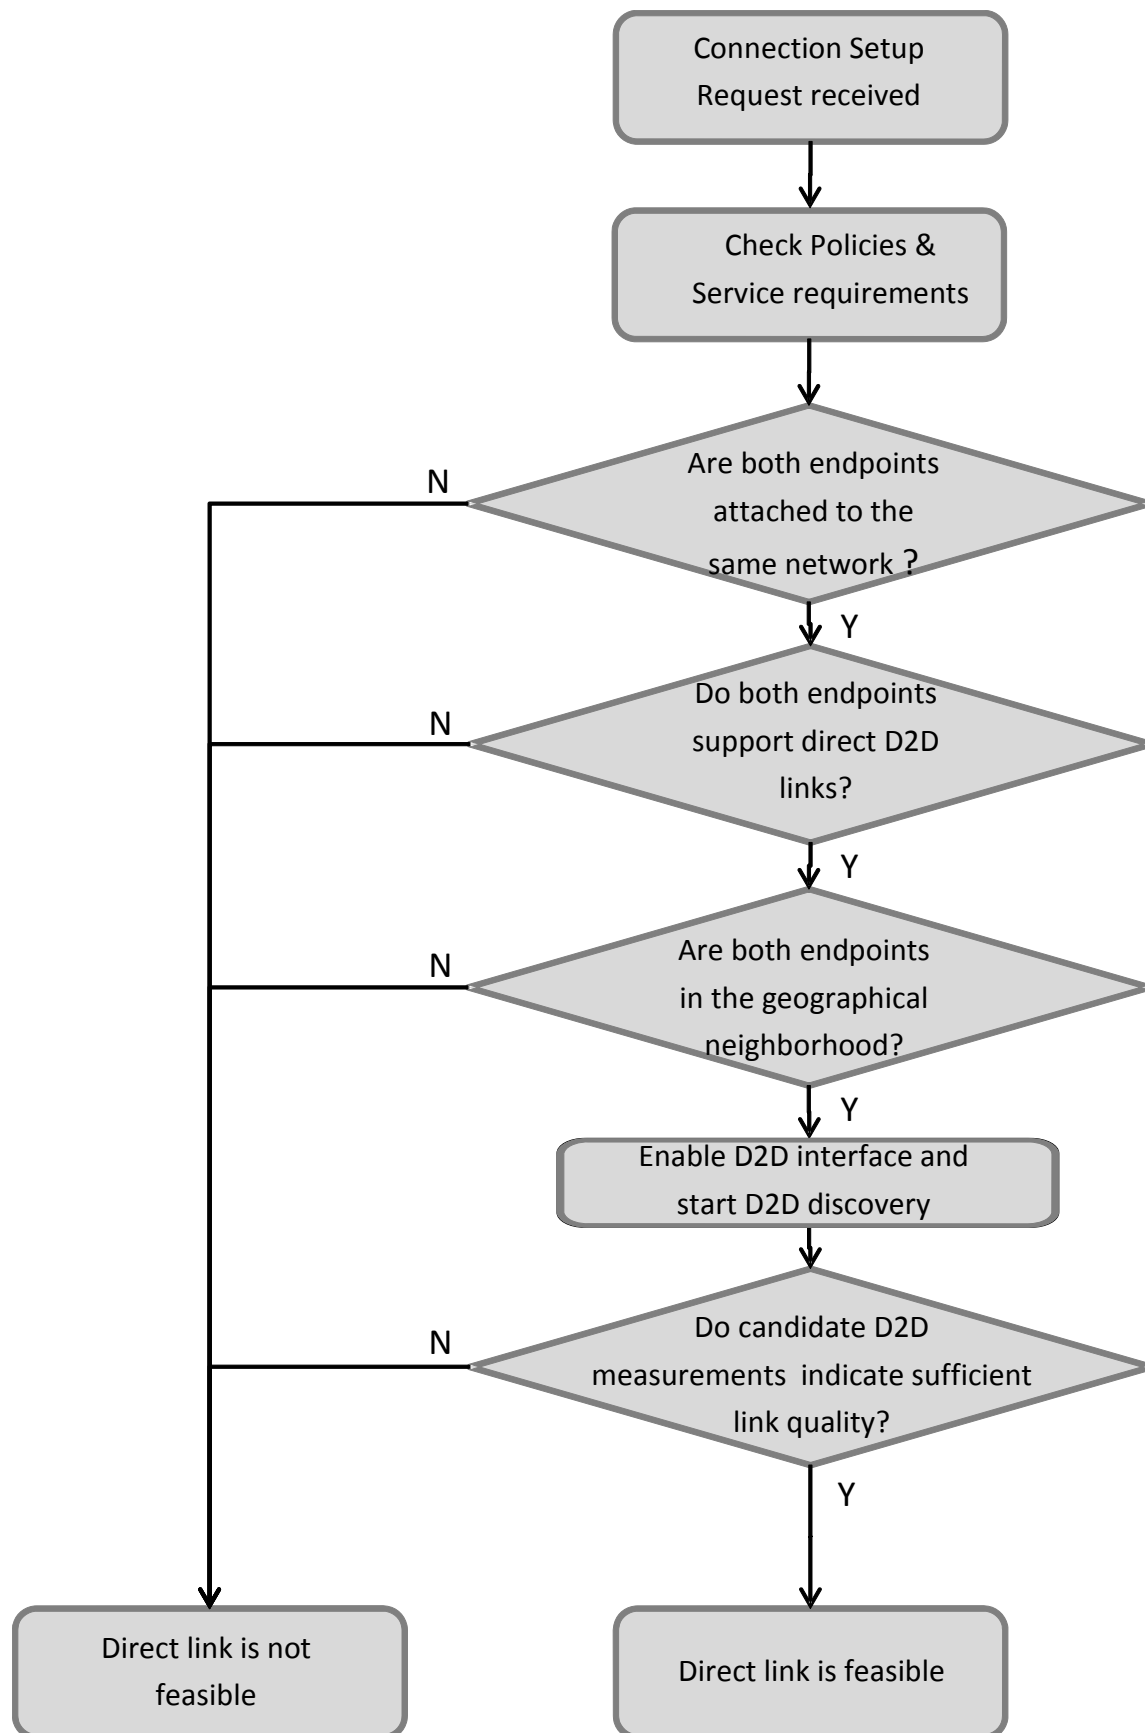 Connection Setup
Request received
Check Policies &
Service requirements
Are both endpoints
attached to the
same network ?
N
Y
Do both endpoints
support direct D2D
links?
N
Y
Are both endpoints
in the geographical
neighborhood?
N
Y
Enable D2D interface and
start D2D discovery
Do candidate D2D
measurements indicate sufficient
link quality?
N
Y
Direct link is not
feasible
Direct link is feasible